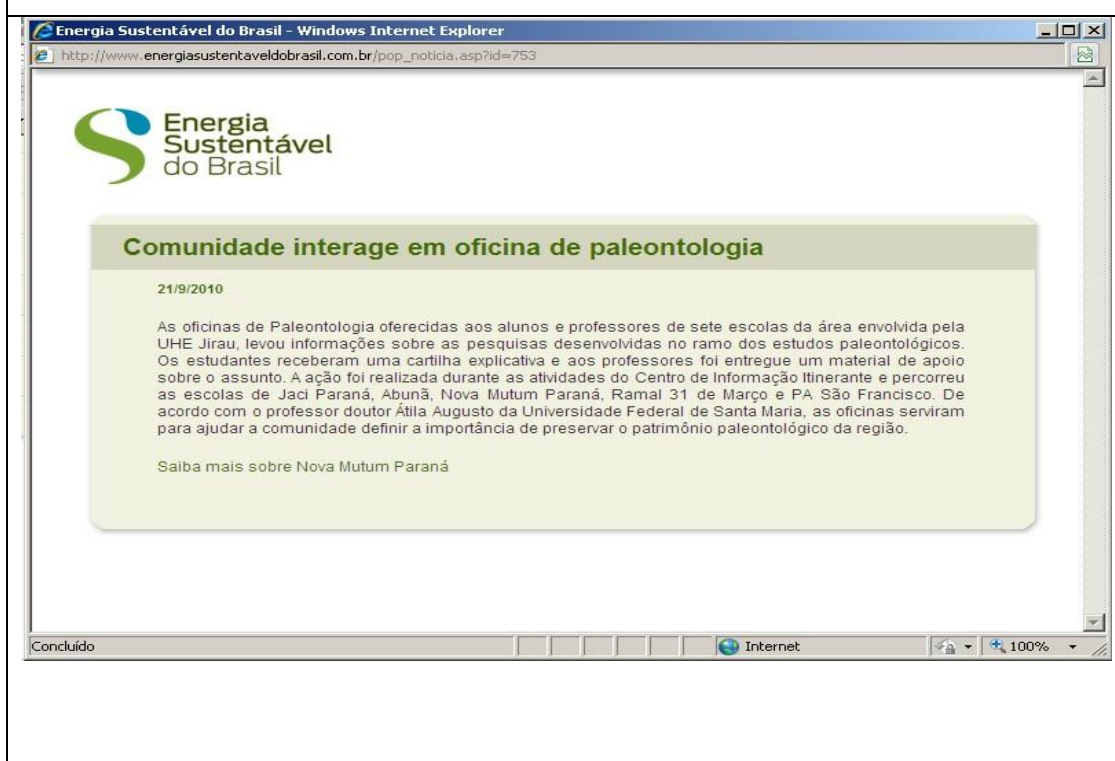 Energia Sustentável do Brasil - Windows Internet Explorer
http://www.energiasustentaveldobrasil.com.br/pop_noticia.asp?id=753
Energia
Sustentável
do Brasil
Comunidade interage em oficina de paleontologia
21/9/2010
As oficinas de Paleontologia oferecidas aos alunos e professores de sete escolas da área envolvida pela
UHE Jirau, levou informações sobre as pesquisas desenvolvidas no ramo dos estudos paleontológicos.
Os estudantes receberam uma cartilha explicativa e aos professores foi entregue um material de apoio
sobre o assunto. A ação foi realizada durante as atividades do Centro de Informação Itinerante e percorreu
as escolas de Jaci Paraná, Abunã, Nova Mutum Paraná, Ramal 31 de Março e PA São Francisco. De
acordo com o professor doutor Átila Augusto da Universidade Federal de Santa Maria, as oficinas serviram
para ajudar a comunidade definir a importância de preservar o patrimônio paleontológico da região.
Saiba mais sobre Nova Mutum Paraná
Concluído
Internet
100%